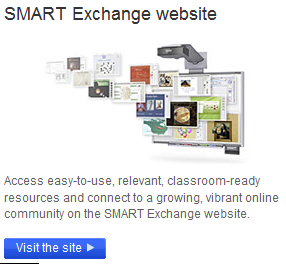 SMART Exchange website
Access easy-to-use, relevant, classroom-ready
resources and connect to a growing, vibrant online
community on the SMART Exchange website.
Visit the site